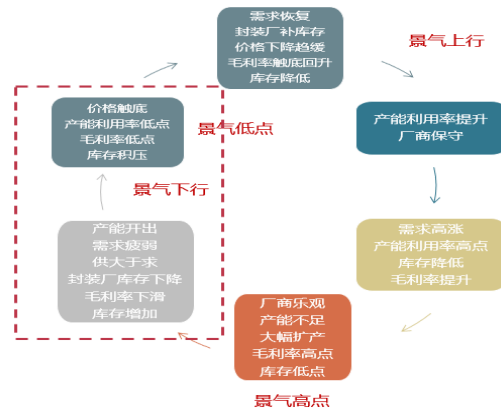 需求恢复
封装厂补库存
价格下降趋缓
毛利率触底回升
库存降低
景气上行
产能利用率提升
厂商保守
需求高涨
产能利用率高点
库存降低
毛利率提升
厂商乐观
产能不足
大幅扩产
毛利率高点
库存低点
景气高点
产能开出
需求疲弱
供大于求
封装厂库存下降
毛利率下滑
库存增加
景气下行
价格触底
产能利用率低点
毛利率低点
库存积压
景气低点